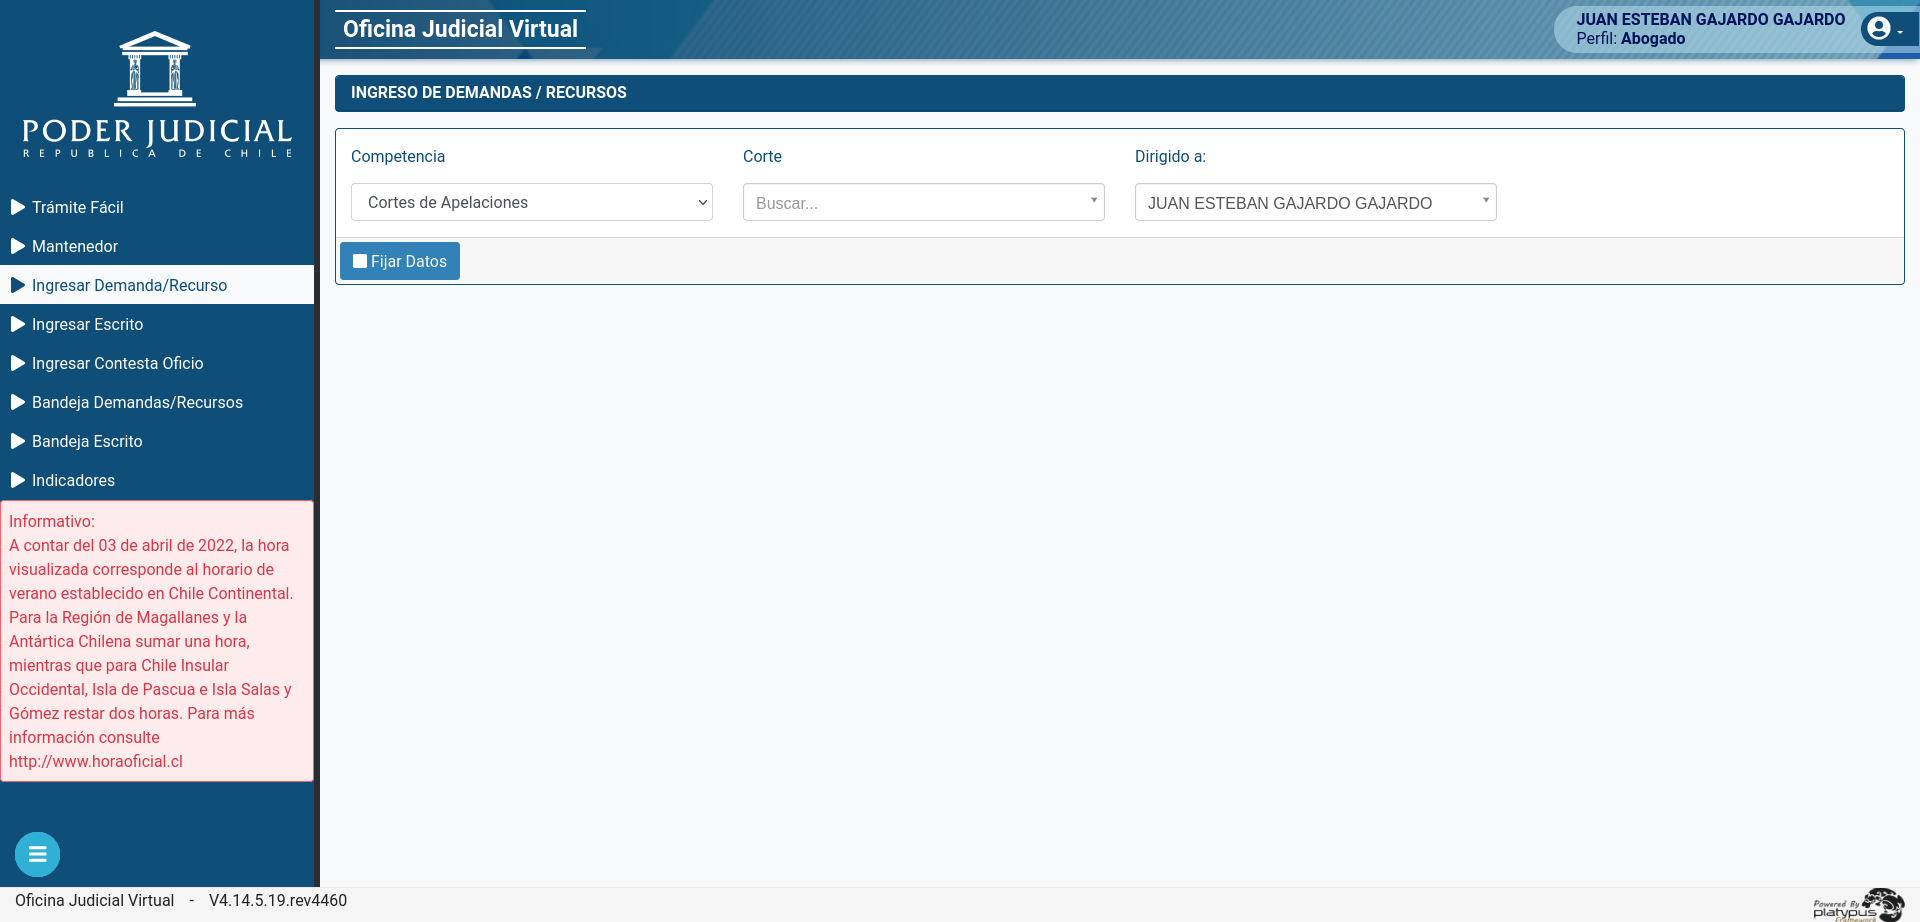 PODER JUDICIAL
REPUBLICA DE CHILE
Trámite Fácil
Mantenedor
Ingresar Demanda/Recurso
Ingresar Escrito
Ingresar Contesta Oficio
Bandeja Demandas/Recursos
Bandeja Escrito
Indicadores
Informativo:
A contar del 03 de abril de 2022, la hora
visualizada corresponde al horario de
verano establecido en Chile Continental.
Para la Región de Magallanes y la
Antártica Chilena sumar una hora,
mientras que para Chile Insular
Occidental, Isla de Pascua e Isla Salas y
Gómez restar dos horas. Para más
información consulte
http://www.horaoficial.cl
Oficina Judicial Virtual
JUAN ESTEBAN GAJARDO GAJARDO
Perfil: Abogado
INGRESO DE DEMANDAS / RECURSOS
Competencia
Corte
Dirigido a:
Cortes de Apelaciones
Buscar...
JUAN ESTEBAN GAJARDO GAJARDO
Fijar Datos
Oficina Judicial Virtual - V4.14.5.19.rev4460
Powered By
platypus
Framework